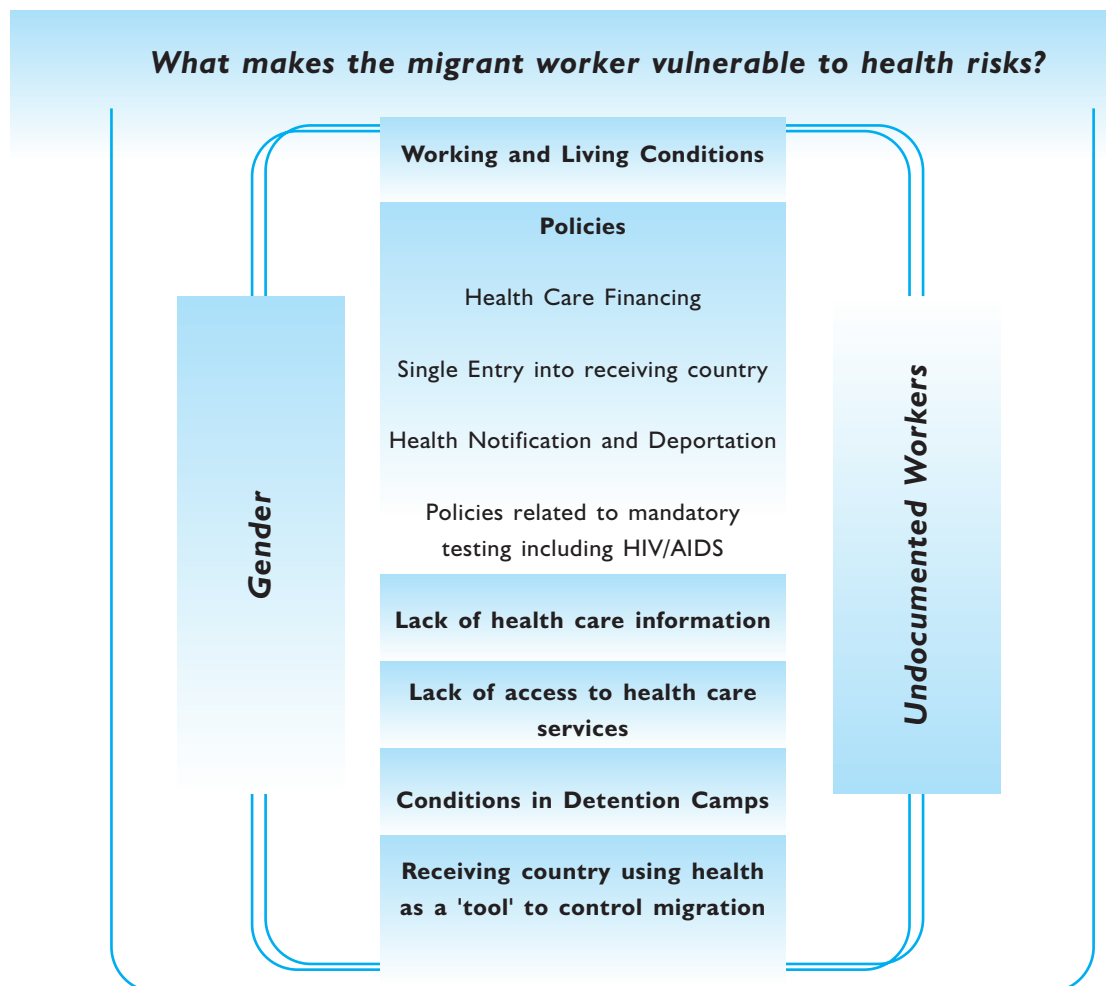 What makes the migrant worker vulnerable to health risks?
Working and Living Conditions
Policies
Health Care Financing
Single Entry into receiving country
Health Notification and Deportation
Policies related to mandatory
testing including HIV/AIDS
Lack of health care information
Lack of access to health care
services
Conditions in Detention Camps
Receiving country using health
as a 'tool' to control migration
Gender
Undocumented Workers